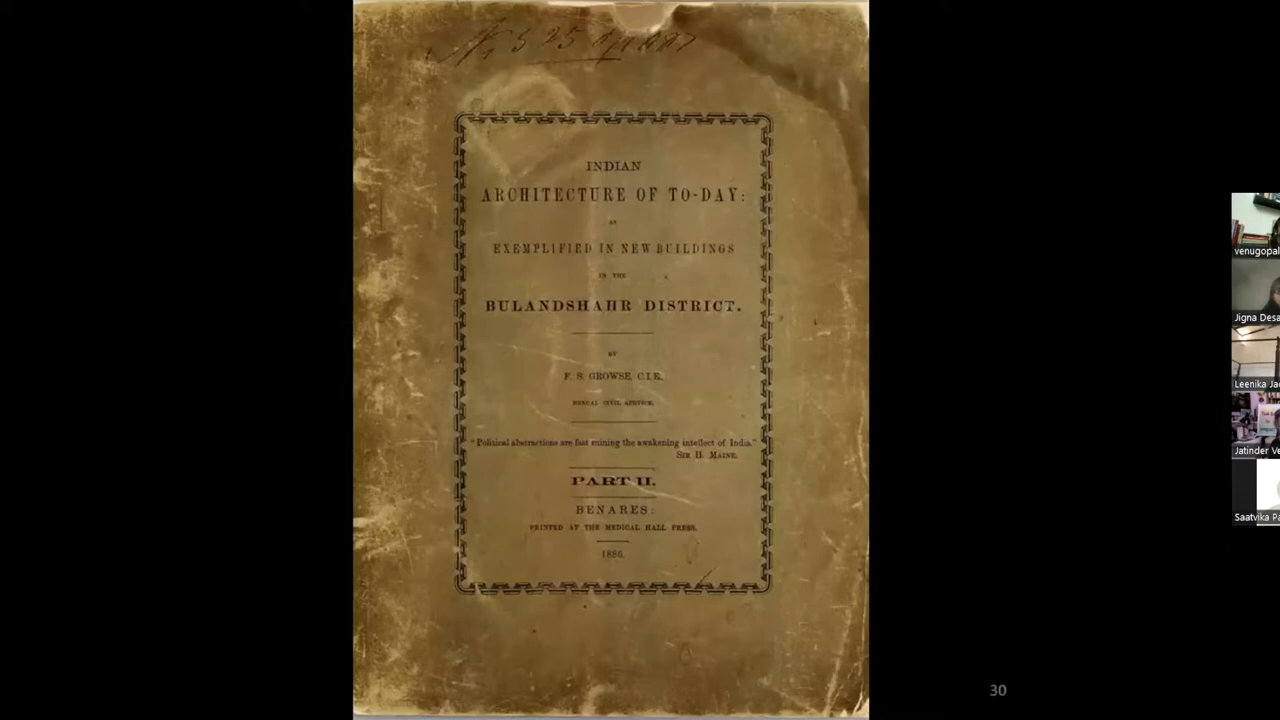 INDIAN
ARCHITECTURE OF TO-DAY:
AS
EXEMPLIFIED IN NEW BUILDINGS
IN THE
BULANDSHAHR DISTRICT.
BY
F. S. GROWSE, C.I.E.,
BENGAL CIVIL SERVICE.
"Political abstractions are fast ruining the awakening intellect of India."
SIR H. MAINE.
PART II.
BENARES:
PRINTED AT THE MEDICAL HALL PRESS.
1886.
30
venugopal
Jigna Desa
Leenika Ja
Jatinder Ve
Saatvika Pa